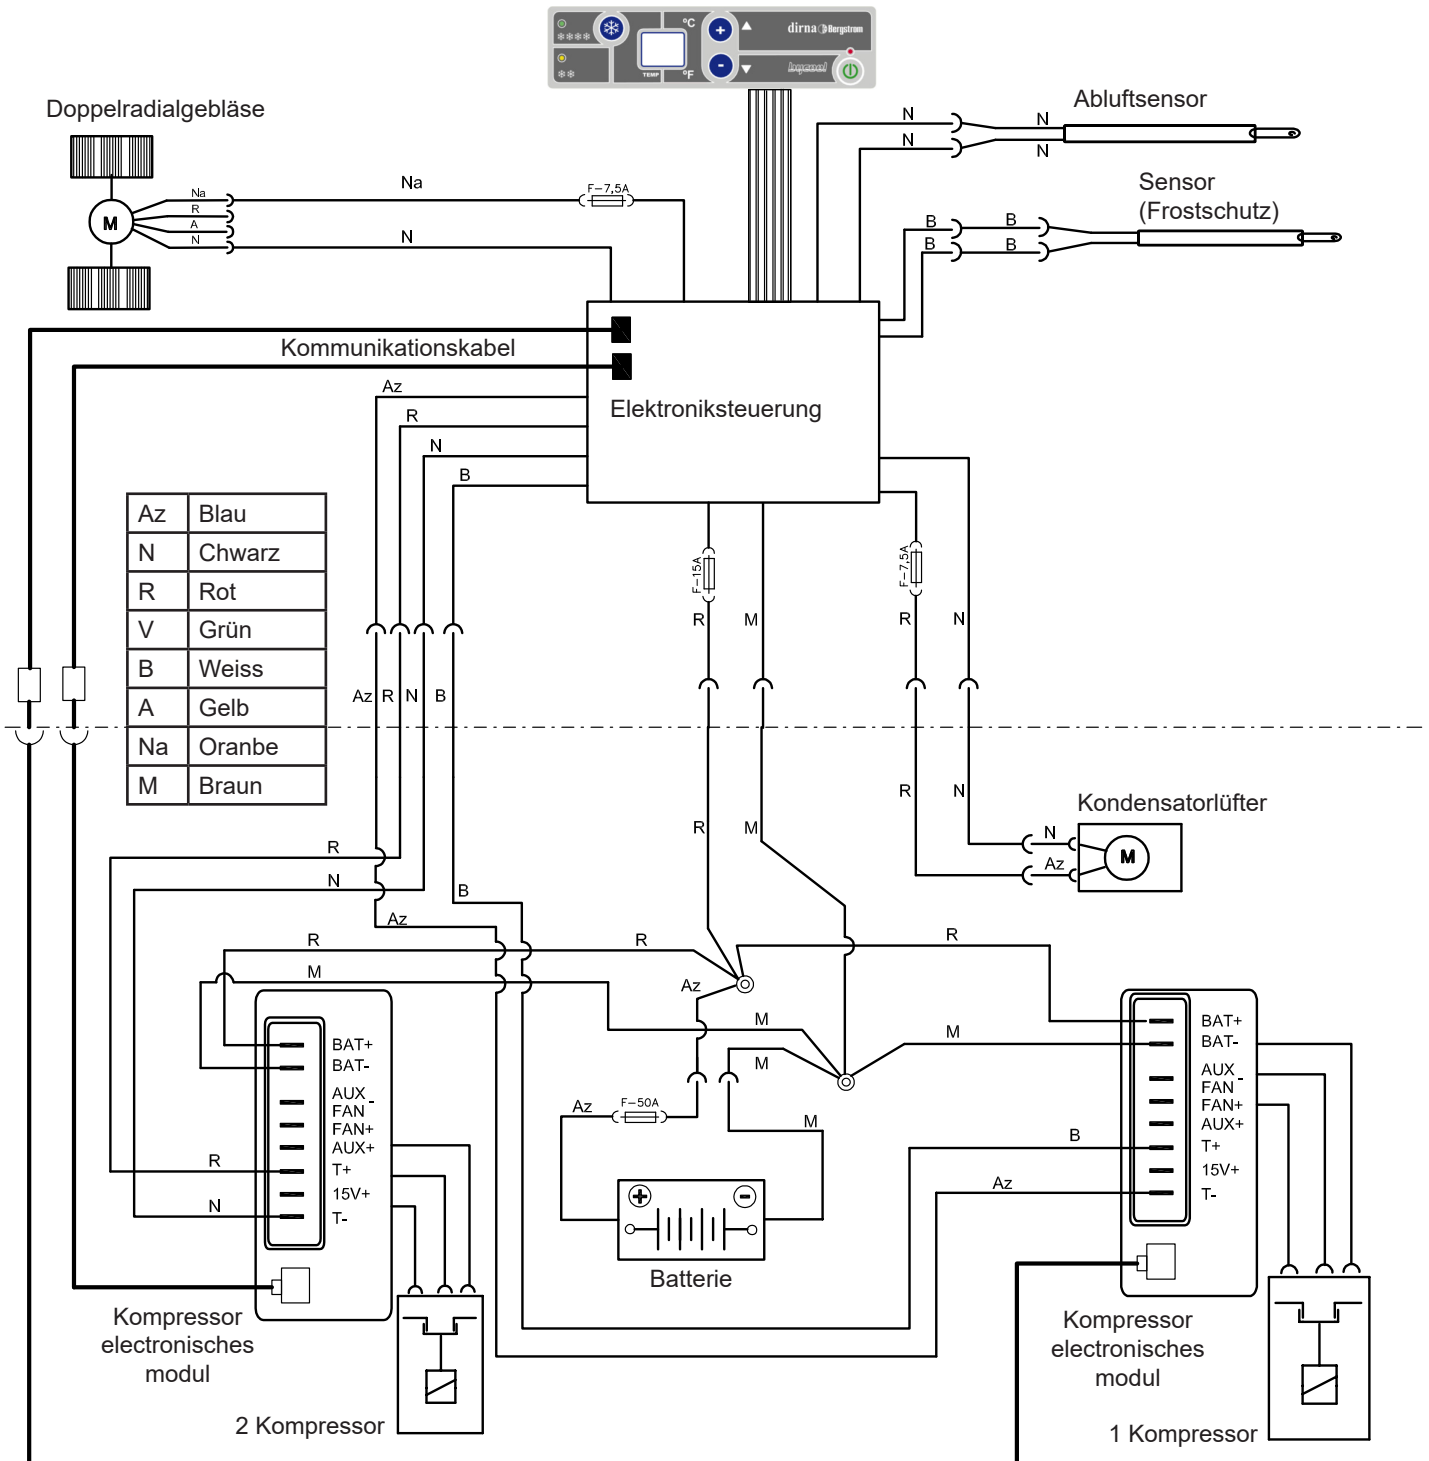 °C
dirna Bergstrom
TEMP
°F
bycool
Doppelradialgebläse
Abluftsensor
N
N
N
N
Sensor
(Frostschutz)
Na
R
A
N
M
Na
F-7,5A
N
B
B
B
B
Kommunikationskabel
Elektroniksteuerung
Az
R
N
B
Az Blau
N Chwarz
R Rot
V Grün
B Weiss
A Gelb
Na Oranbe
M Braun
F-15A
F-7,5A
R
M
R
N
Az
R
N
B
R
M
R
N
Kondensatorlüfter
N
Az
M
R
N
B
Az
R
R
R
M
Az
M
M
M
BAT+
BAT-
AUX
FAN -
FAN+
AUX+
T+
15V+
T-
R
N
Az
F-50A
M
+
-
Batterie
B
Az
BAT+
BAT-
AUX
FAN -
FAN+
AUX+
T+
15V+
T-
Kompressor
electronisches
modul
2 Kompressor
Kompressor
electronisches
modul
1 Kompressor